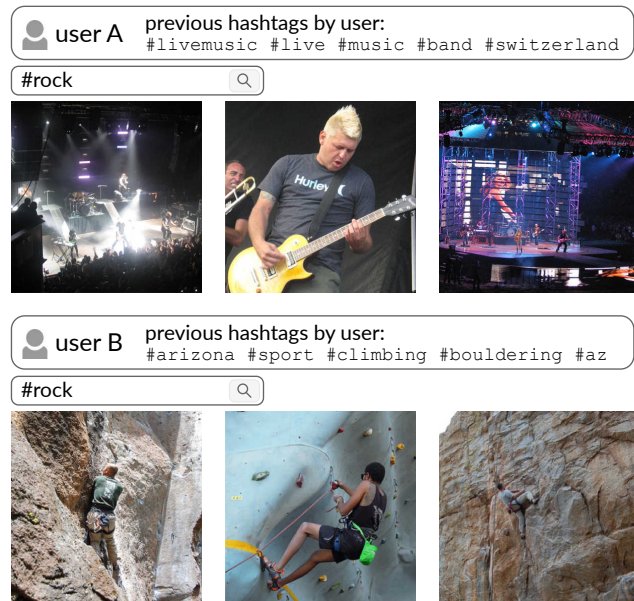 user A
previous hashtags by user:
#livemusic #live #music #band #switzerland
#rock
Hurley
user B
previous hashtags by user:
#arizona #sport #climbing #bouldering #az
#rock